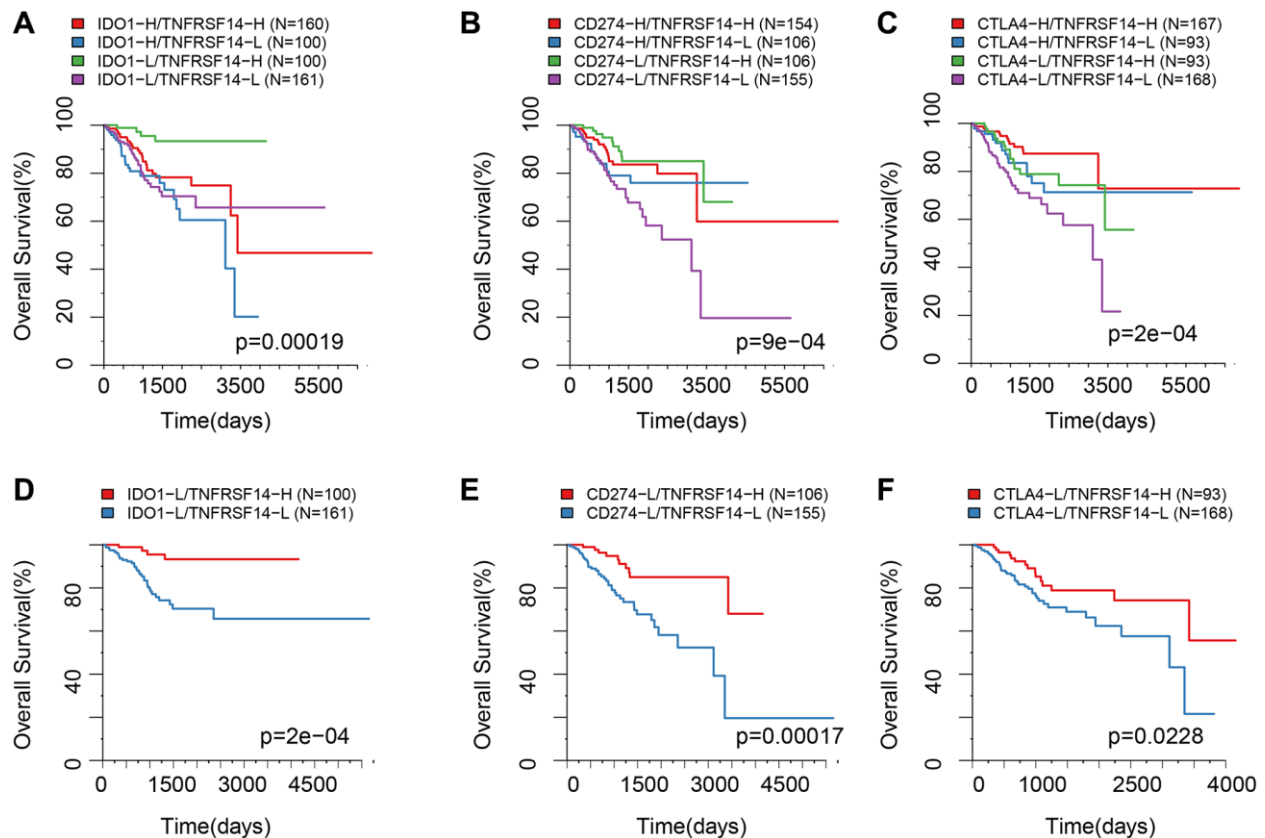 A
IDO1−H/TNFRSF14−H (N=160)
IDO1−H/TNFRSF14−L (N=100)
IDO1−L/TNFRSF14−H (N=100)
IDO1−L/TNFRSF14−L (N=161)
Overall Survival(%)
100
80
60
40
20
0
p=0.00019
0 1500 3500 5500
Time(days)
B
CD274−H/TNFRSF14−H (N=154)
CD274−H/TNFRSF14−L (N=106)
CD274−L/TNFRSF14−H (N=106)
CD274−L/TNFRSF14−L (N=155)
Overall Survival(%)
100
80
60
40
20
0
p=9e−04
0 1500 3500 5500
Time(days)
C
CTLA4−H/TNFRSF14−H (N=167)
CTLA4−H/TNFRSF14−L (N=93)
CTLA4−L/TNFRSF14−H (N=93)
CTLA4−L/TNFRSF14−L (N=168)
Overall Survival(%)
100
80
60
40
20
0
p=2e−04
0 1500 3500 5500
Time(days)
D
IDO1−L/TNFRSF14−H (N=100)
IDO1−L/TNFRSF14−L (N=161)
Overall Survival(%)
80
40
0
p=2e−04
0 1500 3000 4500
Time(days)
E
CD274−L/TNFRSF14−H (N=106)
CD274−L/TNFRSF14−L (N=155)
Overall Survival(%)
80
40
0
p=0.00017
0 1500 3000 4500
Time(days)
F
CTLA4−L/TNFRSF14−H (N=93)
CTLA4−L/TNFRSF14−L (N=168)
Overall Survival(%)
80
40
0
p=0.0228
0 1000 2500 4000
Time(days)